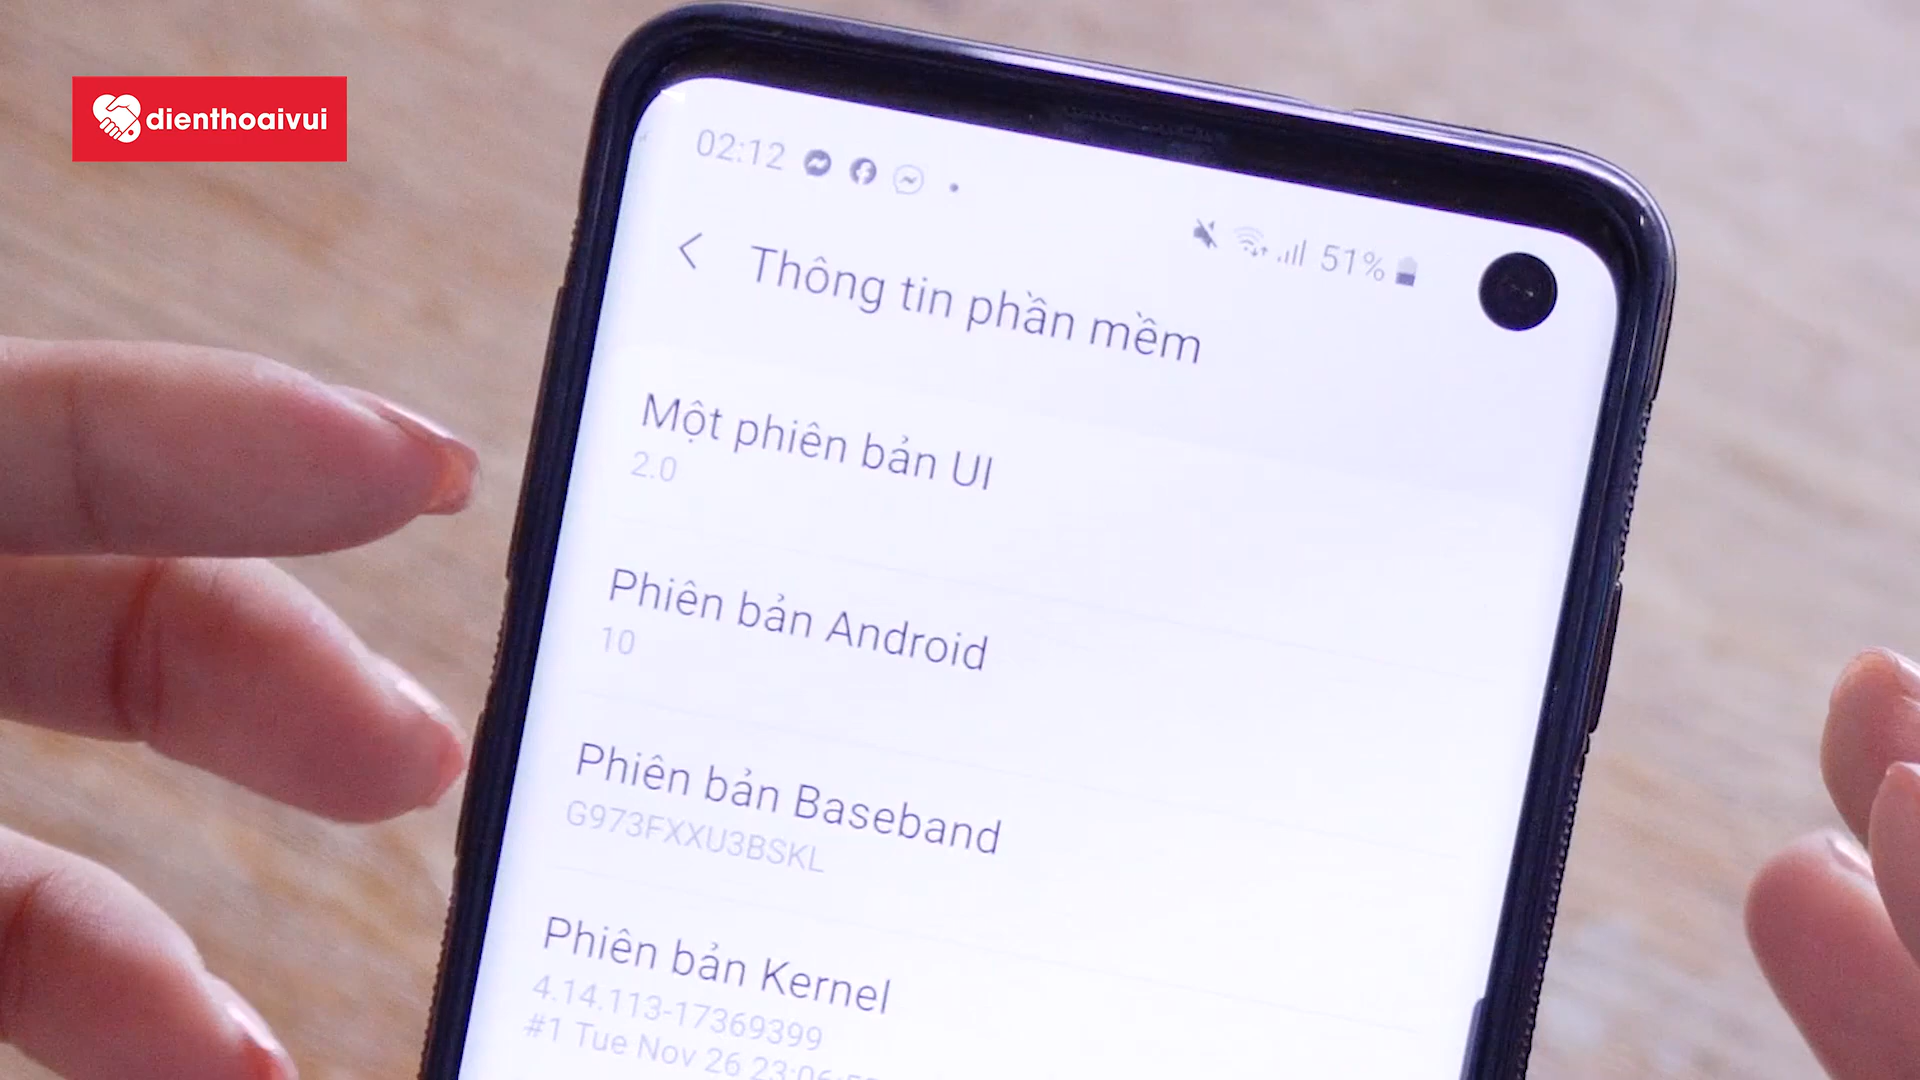 dienthoaivui
02:12
51%
Thông tin phần mềm
Một phiên bản UI
2.0
Phiên bản Android
10
Phiên bản Baseband
G973FXXU3BSKL
Phiên bản Kernel
4.14.113-17369399
#1 Tue Nov 26